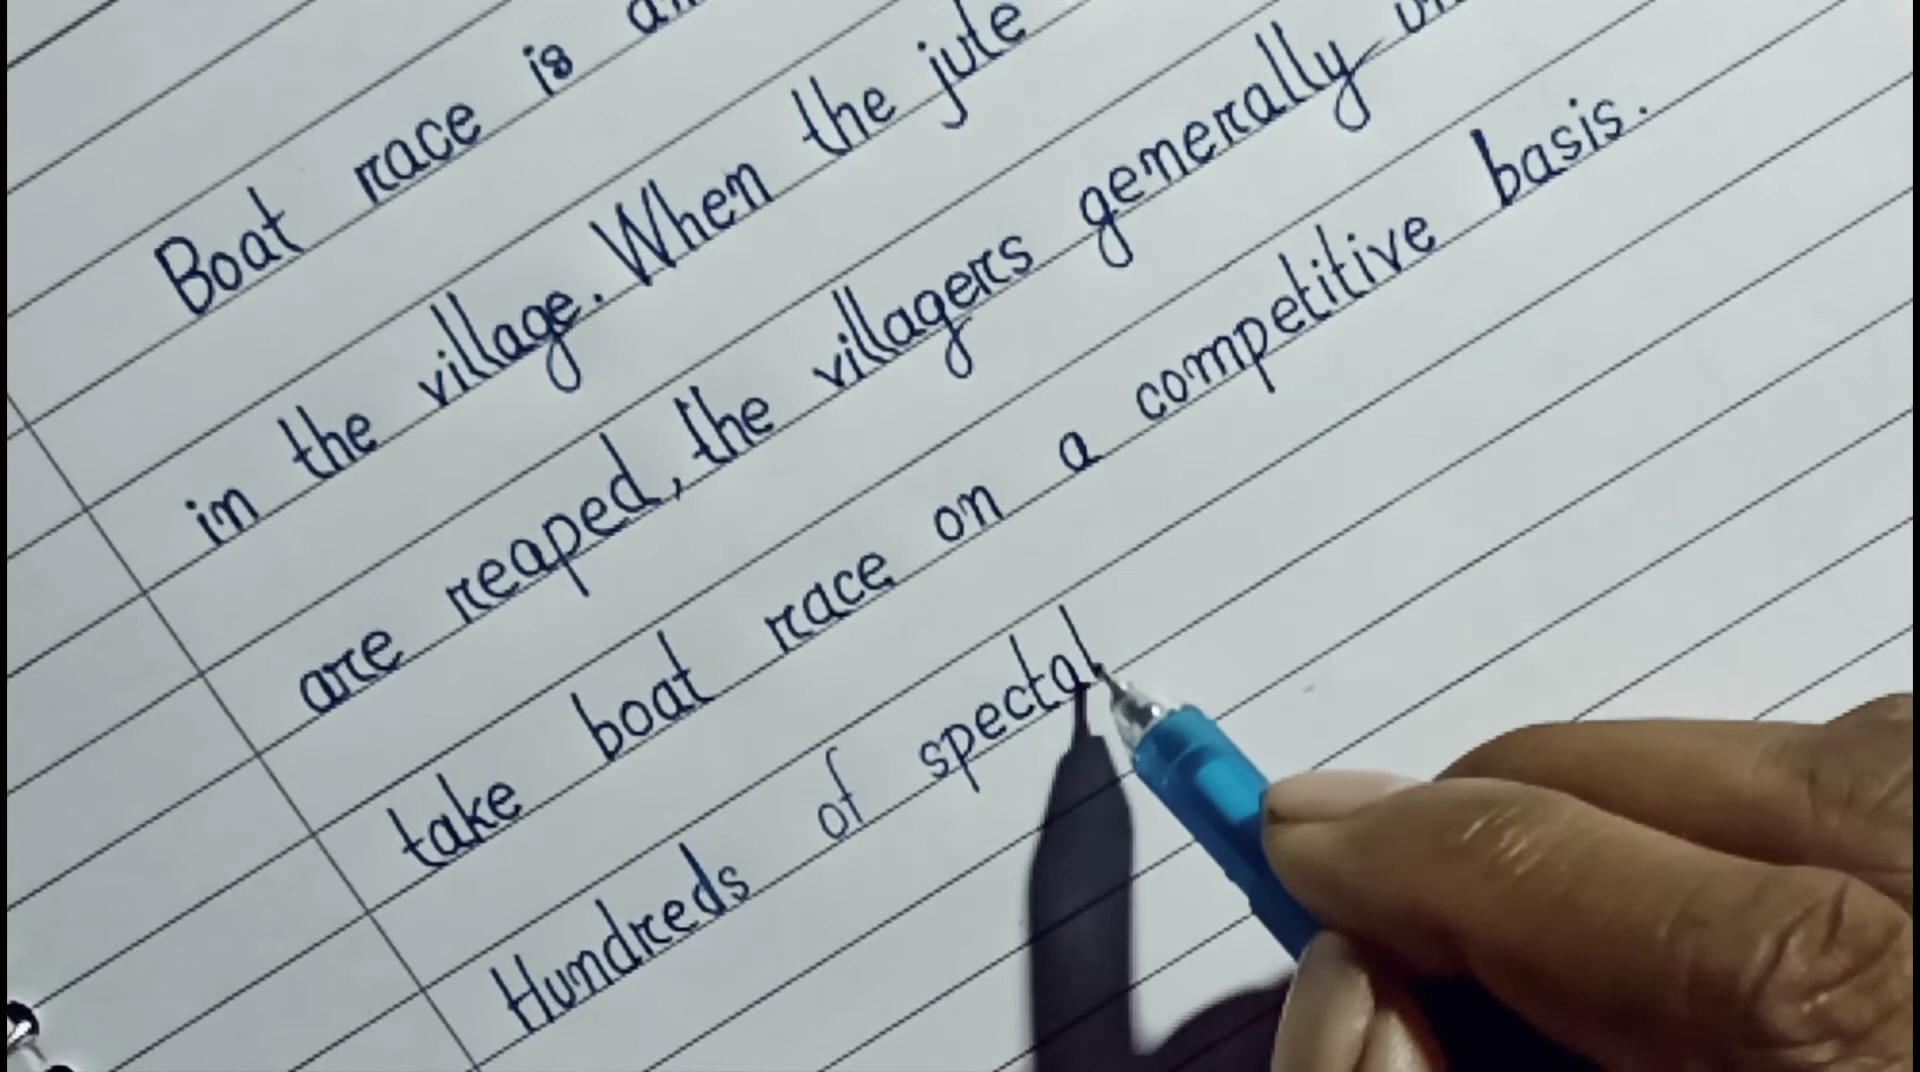 Boat race is
in the village. When the jute
are reaped, the villagers generally
take boat race on a competitive basis.
Hundreds of